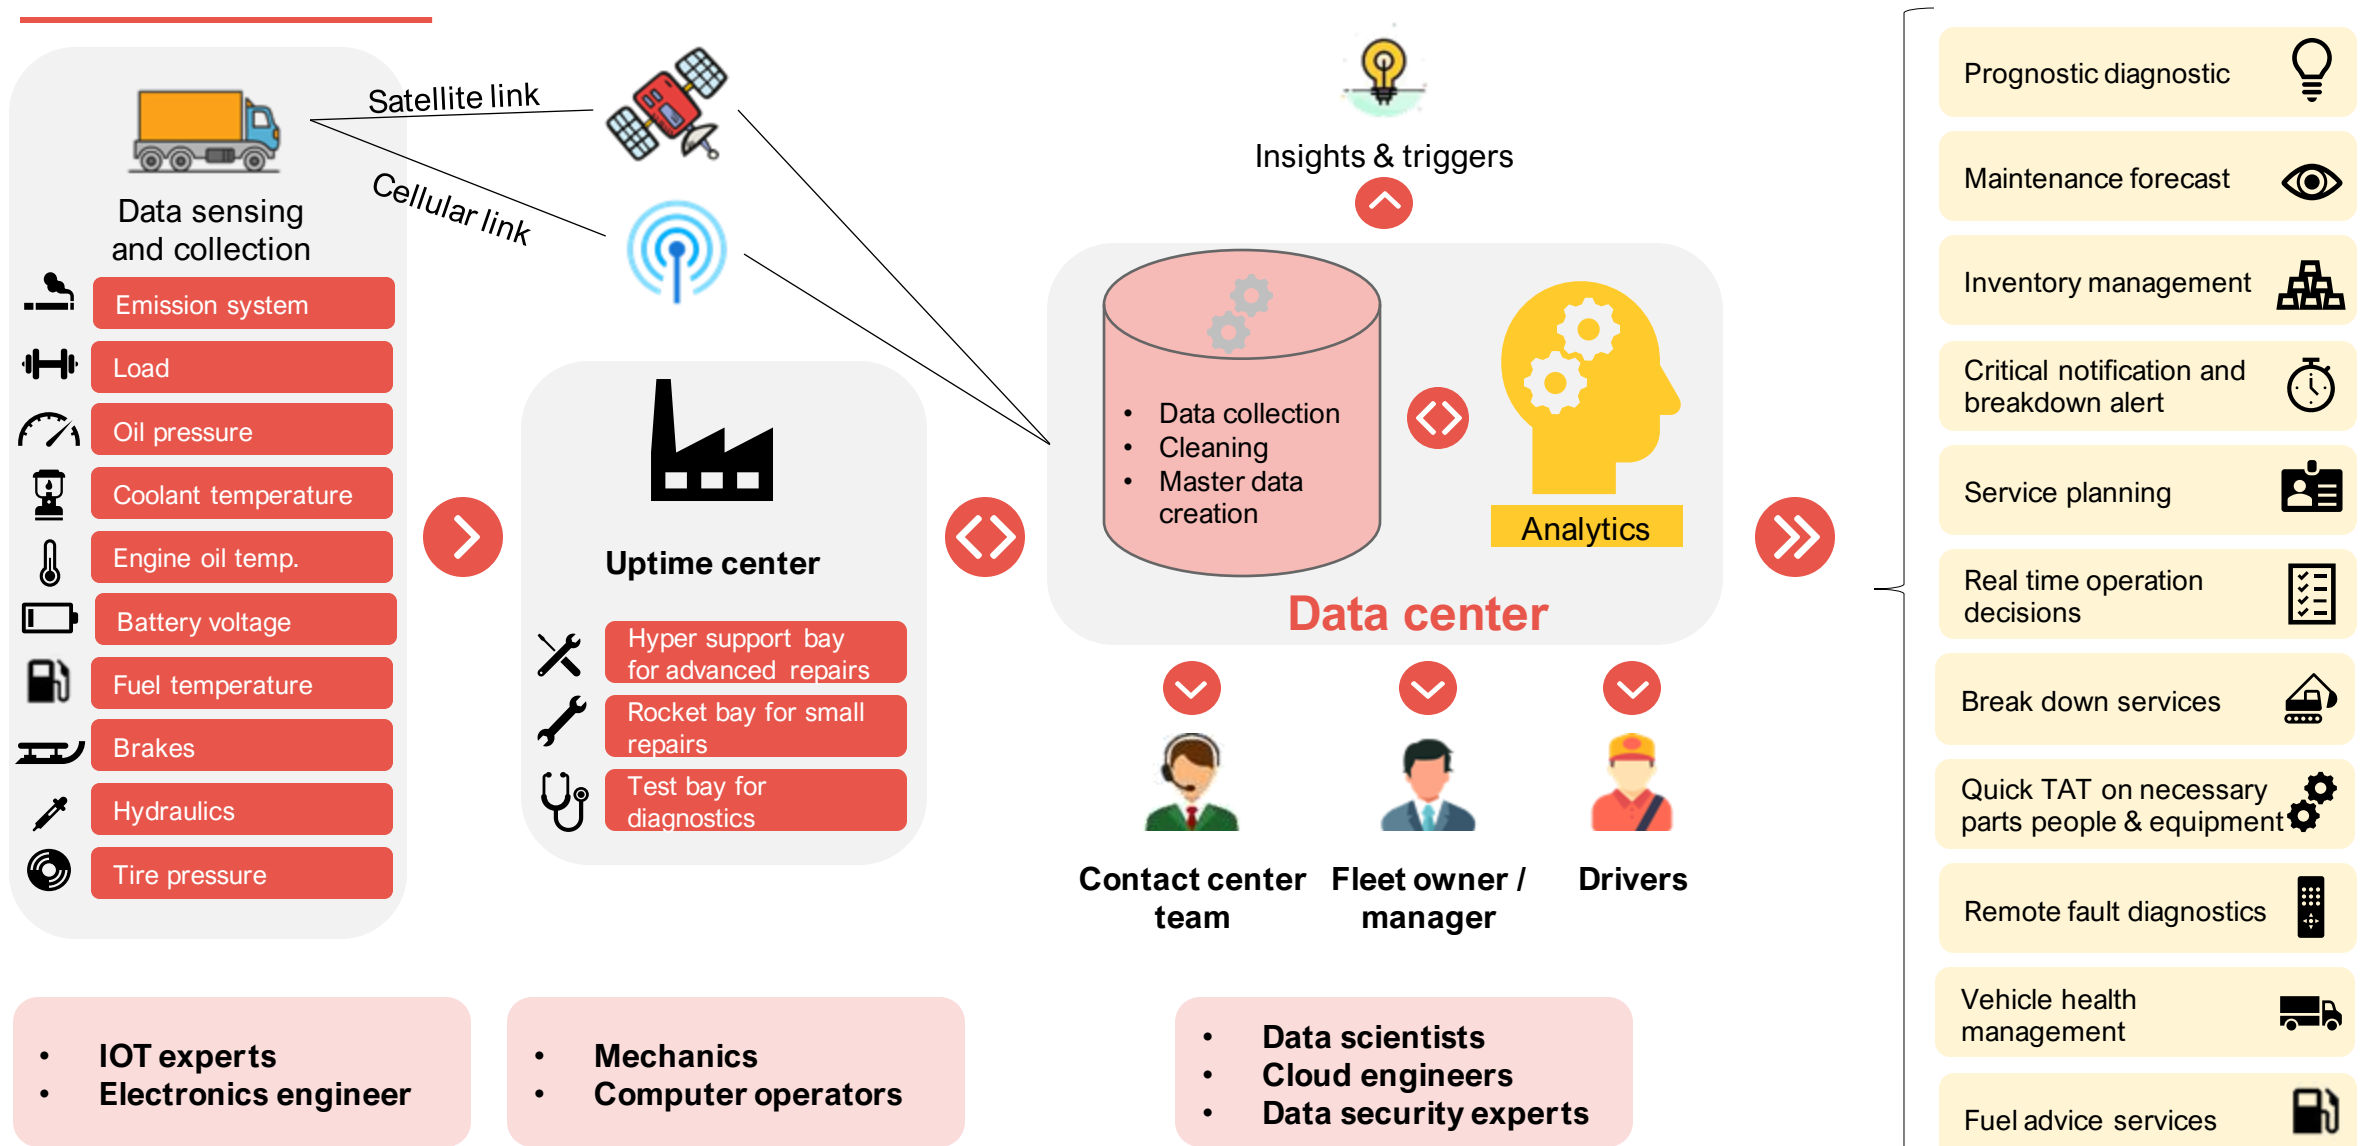 Satellite link
Cellular link
Data sensing
and collection
Emission system
Load
Oil pressure
Coolant temperature
Engine oil temp.
Battery voltage
Fuel temperature
Brakes
Hydraulics
Tire pressure
Uptime center
Hyper support bay
for advanced repairs
Rocket bay for small
repairs
Test bay for
diagnostics
Insights & triggers
• Data collection
• Cleaning
• Master data
creation
Analytics
Data center
Contact center
team
Fleet owner /
manager
Drivers
• IOT experts
• Electronics engineer
• Mechanics
• Computer operators
• Data scientists
• Cloud engineers
• Data security experts
Prognostic diagnostic
Maintenance forecast
Inventory management
Critical notification and
breakdown alert
Service planning
Real time operation
decisions
Break down services
Quick TAT on necessary
parts people & equipment
Remote fault diagnostics
Vehicle health
management
Fuel advice services